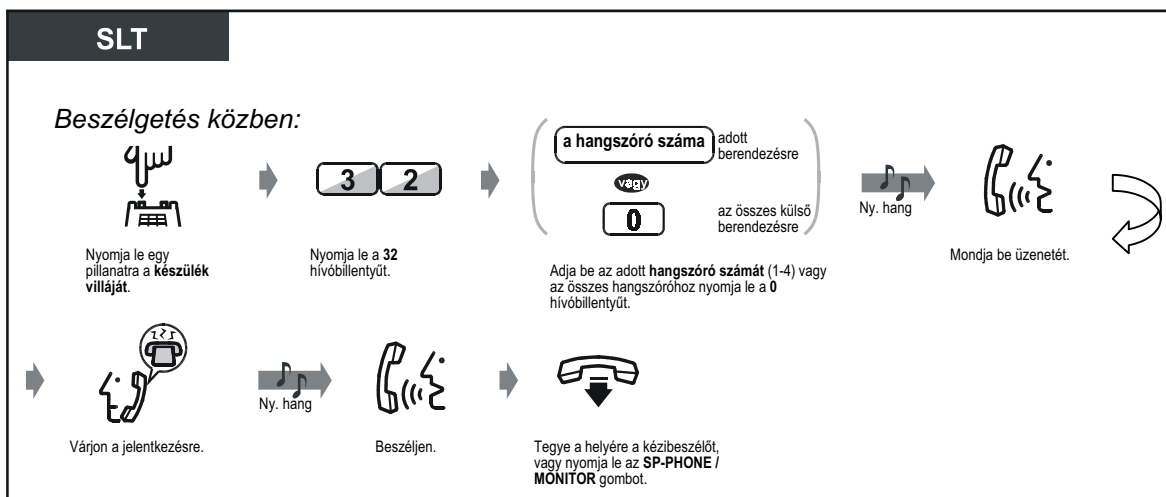 SLT
Beszélgetés közben:
Nyomja le egy
pillanatra a készülék
villáját.
3 2
Nyomja le a 32
hívóbillentyűt.
a hangszóró száma
adott
berendezésre
vagy
0
az összes külső
berendezésre
Adja be az adott hangszóró számát (1-4) vagy
az összes hangszóróhoz nyomja le a 0
hívóbillentyűt.
Ny. hang
Mondja be üzenetét.
Várjon a jelentkezésre.
Ny. hang
Beszéljen.
Tegye a helyére a kézibeszélőt,
vagy nyomja le az SP-PHONE /
MONITOR gombot.